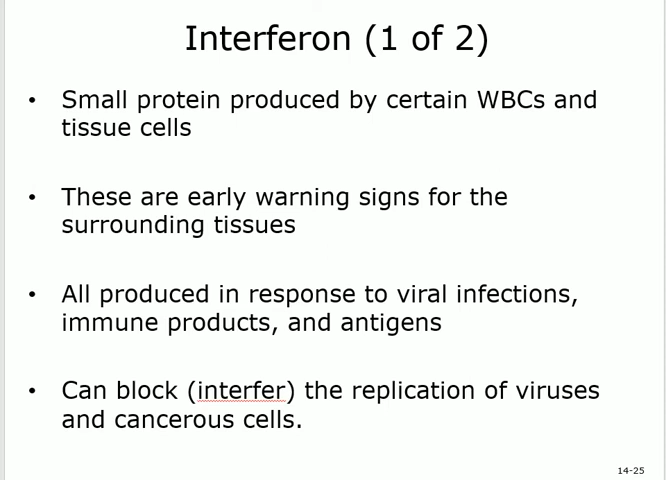 Interferon (1 of 2)
• Small protein produced by certain WBCs and
tissue cells
• These are early warning signs for the
surrounding tissues
• All produced in response to viral infections,
immune products, and antigens
• Can block (interfer) the replication of viruses
and cancerous cells.
14-25